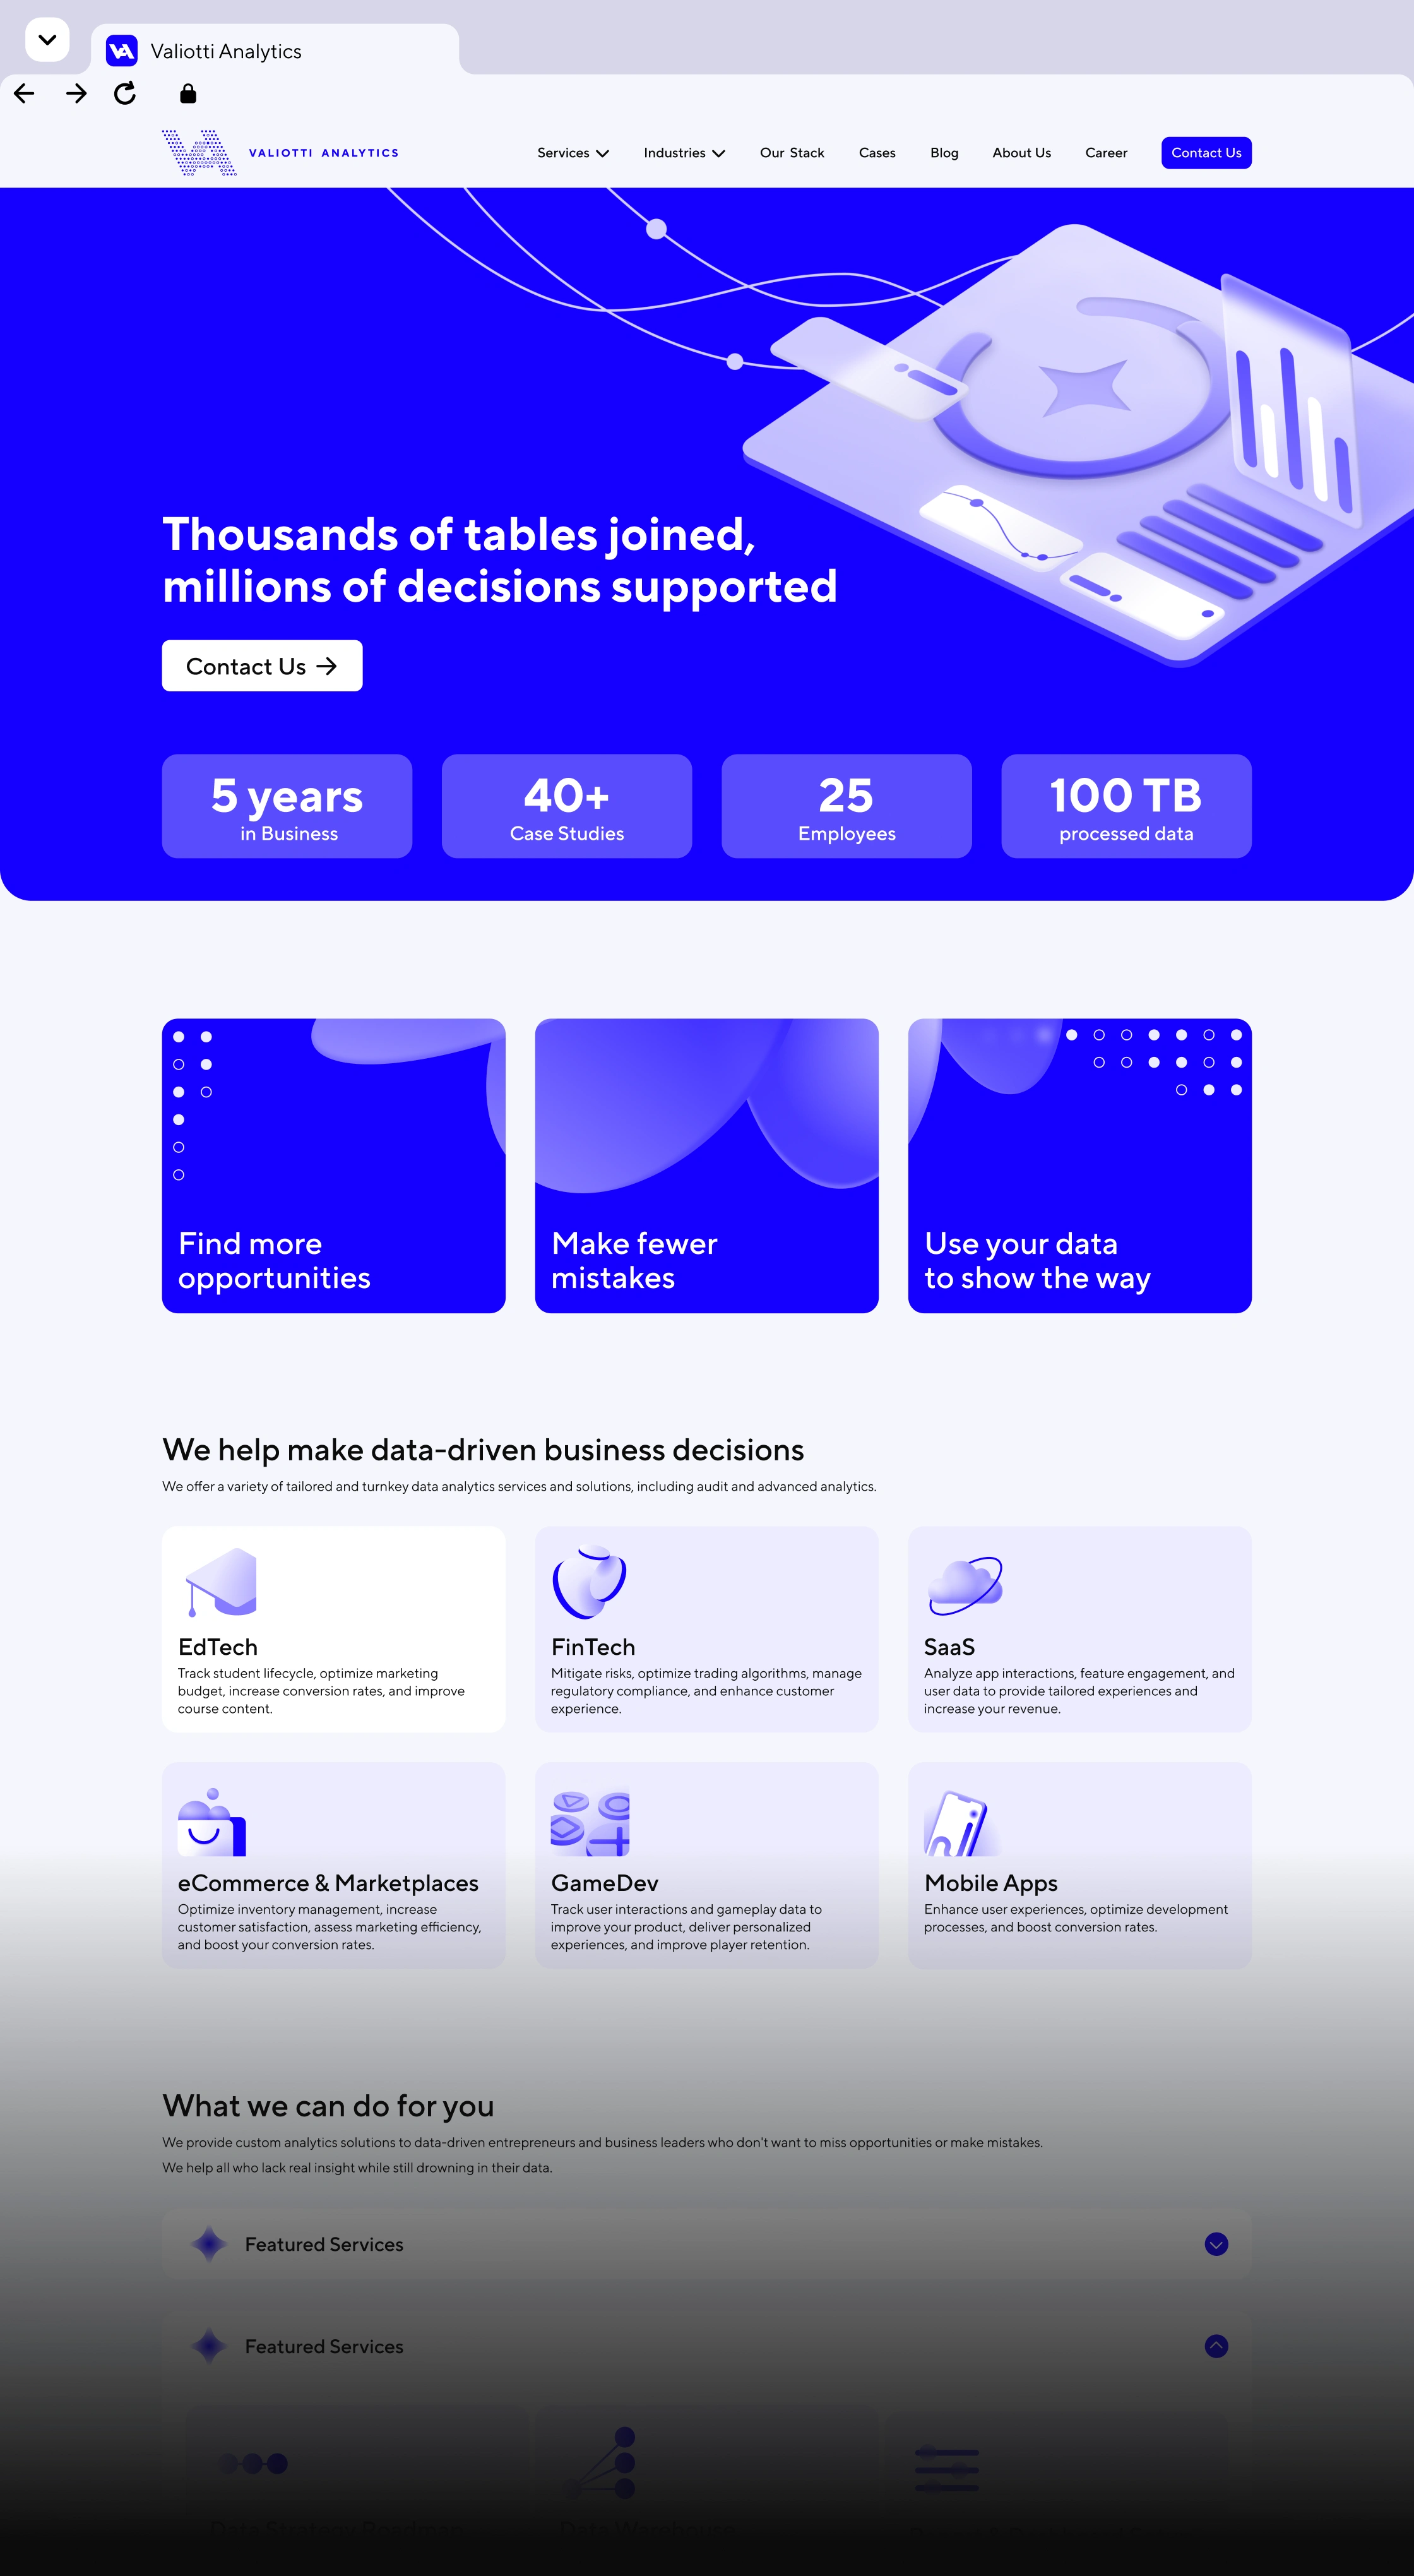 Valiotti Analytics
VALIOTTI ANALYTICS
Services
Industries
Our Stack
Cases
Blog
About Us
Career
Contact Us
Thousands of tables joined,
millions of decisions supported
Contact Us
5 years
in Business
40+
Case Studies
25
Employees
100 TB
processed data
Find more
opportunities
Make fewer
mistakes
Use your data
to show the way
We help make data-driven business decisions
We offer a variety of tailored and turnkey data analytics services and solutions, including audit and advanced analytics.
EdTech
Track student lifecycle, optimize marketing
budget, increase conversion rates, and improve
course content.
FinTech
Mitigate risks, optimize trading algorithms, manage
regulatory compliance, and enhance customer
experience.
SaaS
Analyze app interactions, feature engagement, and
user data to provide tailored experiences and
increase your revenue.
eCommerce & Marketplaces
Optimize inventory management, increase
customer satisfaction, assess marketing efficiency,
and boost your conversion rates.
GameDev
Track user interactions and gameplay data to
improve your product, deliver personalized
experiences, and improve player retention.
Mobile Apps
Enhance user experiences, optimize development
processes, and boost conversion rates.
What we can do for you
We provide custom analytics solutions to data-driven entrepreneurs and business leaders who don't want to miss opportunities or make mistakes.
We help all who lack real insight while still drowning in their data.
Featured Services
Featured Services
Data Strategy Roadmap
Data Warehouse